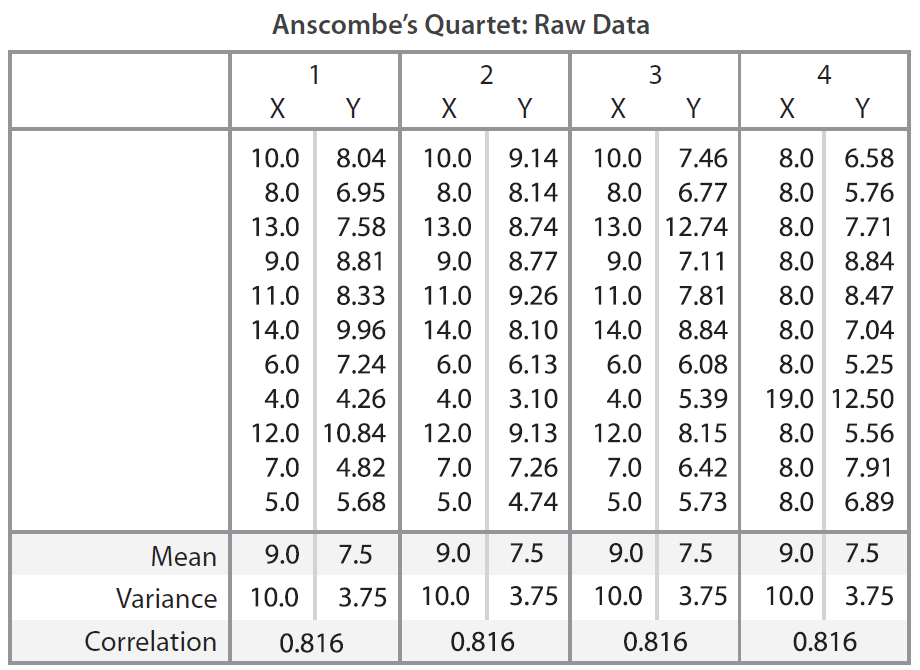 Anscombe's Quartet: Raw Data
1 2 3 4
X Y X Y X Y X Y
10.0 8.04 10.0 9.14 10.0 7.46 8.0 6.58
8.0 6.95 8.0 8.14 8.0 6.77 8.0 5.76
13.0 7.58 13.0 8.74 13.0 12.74 8.0 7.71
9.0 8.81 9.0 8.77 9.0 7.11 8.0 8.84
11.0 8.33 11.0 9.26 11.0 7.81 8.0 8.47
14.0 9.96 14.0 8.10 14.0 8.84 8.0 7.04
6.0 7.24 6.0 6.13 6.0 6.08 8.0 5.25
4.0 4.26 4.0 3.10 4.0 5.39 19.0 12.50
12.0 10.84 12.0 9.13 12.0 8.15 8.0 5.56
7.0 4.82 7.0 7.26 7.0 6.42 8.0 7.91
5.0 5.68 5.0 4.74 5.0 5.73 8.0 6.89
Mean 9.0 7.5 9.0 7.5 9.0 7.5 9.0 7.5
Variance 10.0 3.75 10.0 3.75 10.0 3.75 10.0 3.75
Correlation 0.816 0.816 0.816 0.816